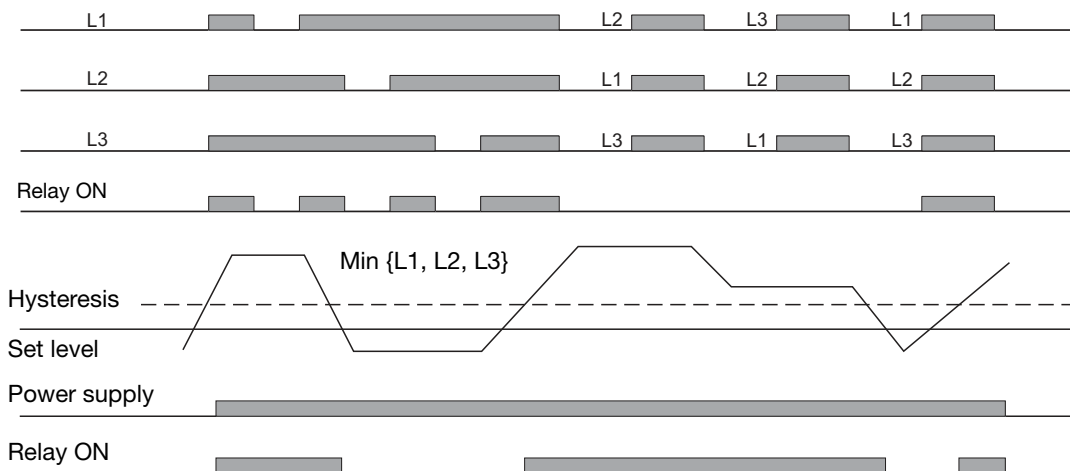 L1 L2 L3 L1
L2 L1 L2 L2
L3 L3 L1 L3
Relay ON
Min {L1, L2, L3}
Hysteresis
Set level
Power supply
Relay ON